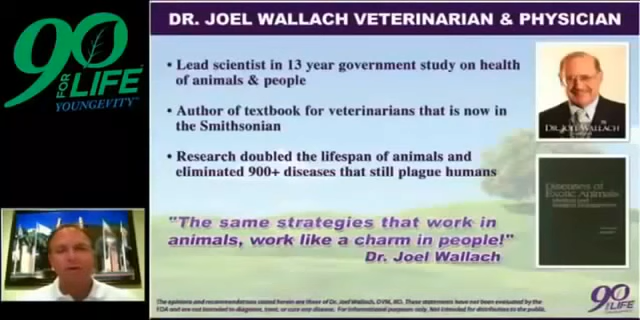 90
FOR
LIFE
YOUNGEVITY
DR. JOEL WALLACH VETERINARIAN & PHYSICIAN
• Lead scientist in 13 year government study on health
of animals & people
• Author of textbook for veterinarians that is now in
the Smithsonian
• Research doubled the lifespan of animals and
eliminated 900+ diseases that still plague humans
"The same strategies that work in
animals, work like a charm in people!"
Dr. Joel Wallach
DR. JOEL WALLACH
Diseases of
Exotic Animals
The opinions and recommendations stated herein are those of Dr. Joel Wallach, DVM, ND. These statements have not been evaluated by the
FDA and are not intended to diagnose, treat, or cure any disease. For informational purposes only. Not intended for distribution to the public.
90
FOR
LIFE